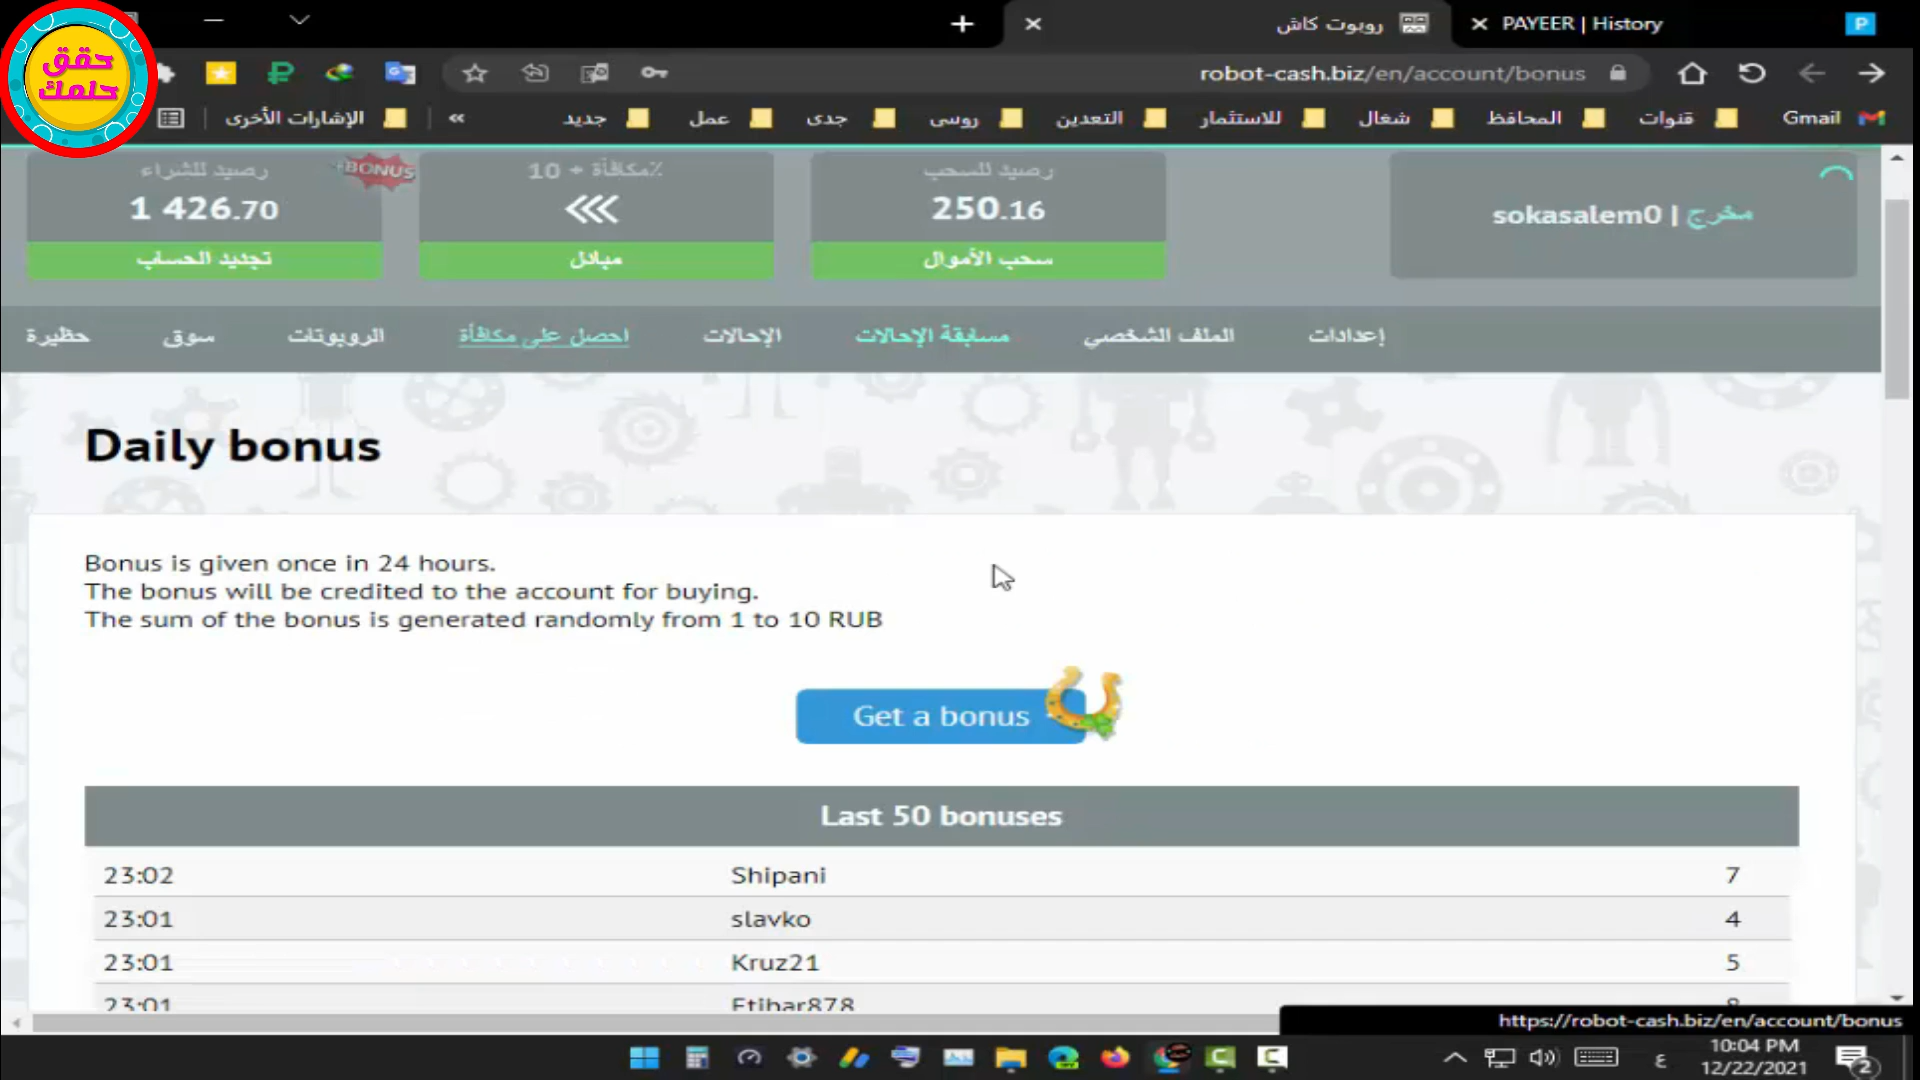 حقق
حلمك
روبوت كاش
PAYEER | History
P
robot-cash.biz/en/account/bonus
الإشارات الأخرى
»
جديد
عمل
جدى
روسى
التعدين
للاستثمار
شغال
المحافظ
قنوات
Gmail
رصيد للشراء
+BONUS
٪مكافأة + 10
رصيد للسحب
1 426.70
250.16
sokasalem0 | مخرج
تجديد الحساب
مبادل
سحب الأموال
حظيرة
سوق
الروبوتات
احصل على مكافأة
الإحالات
مسابقة الإحالات
الملف الشخصي
إعدادات
Daily bonus
Bonus is given once in 24 hours.
The bonus will be credited to the account for buying.
The sum of the bonus is generated randomly from 1 to 10 RUB
Get a bonus
Last 50 bonuses
23:02 Shipani 7
23:01 slavko 4
23:01 Kruz21 5
23:01 Etibar878 8
https://robot-cash.biz/en/account/bonus
ع
10:04 PM
12/22/2021
2